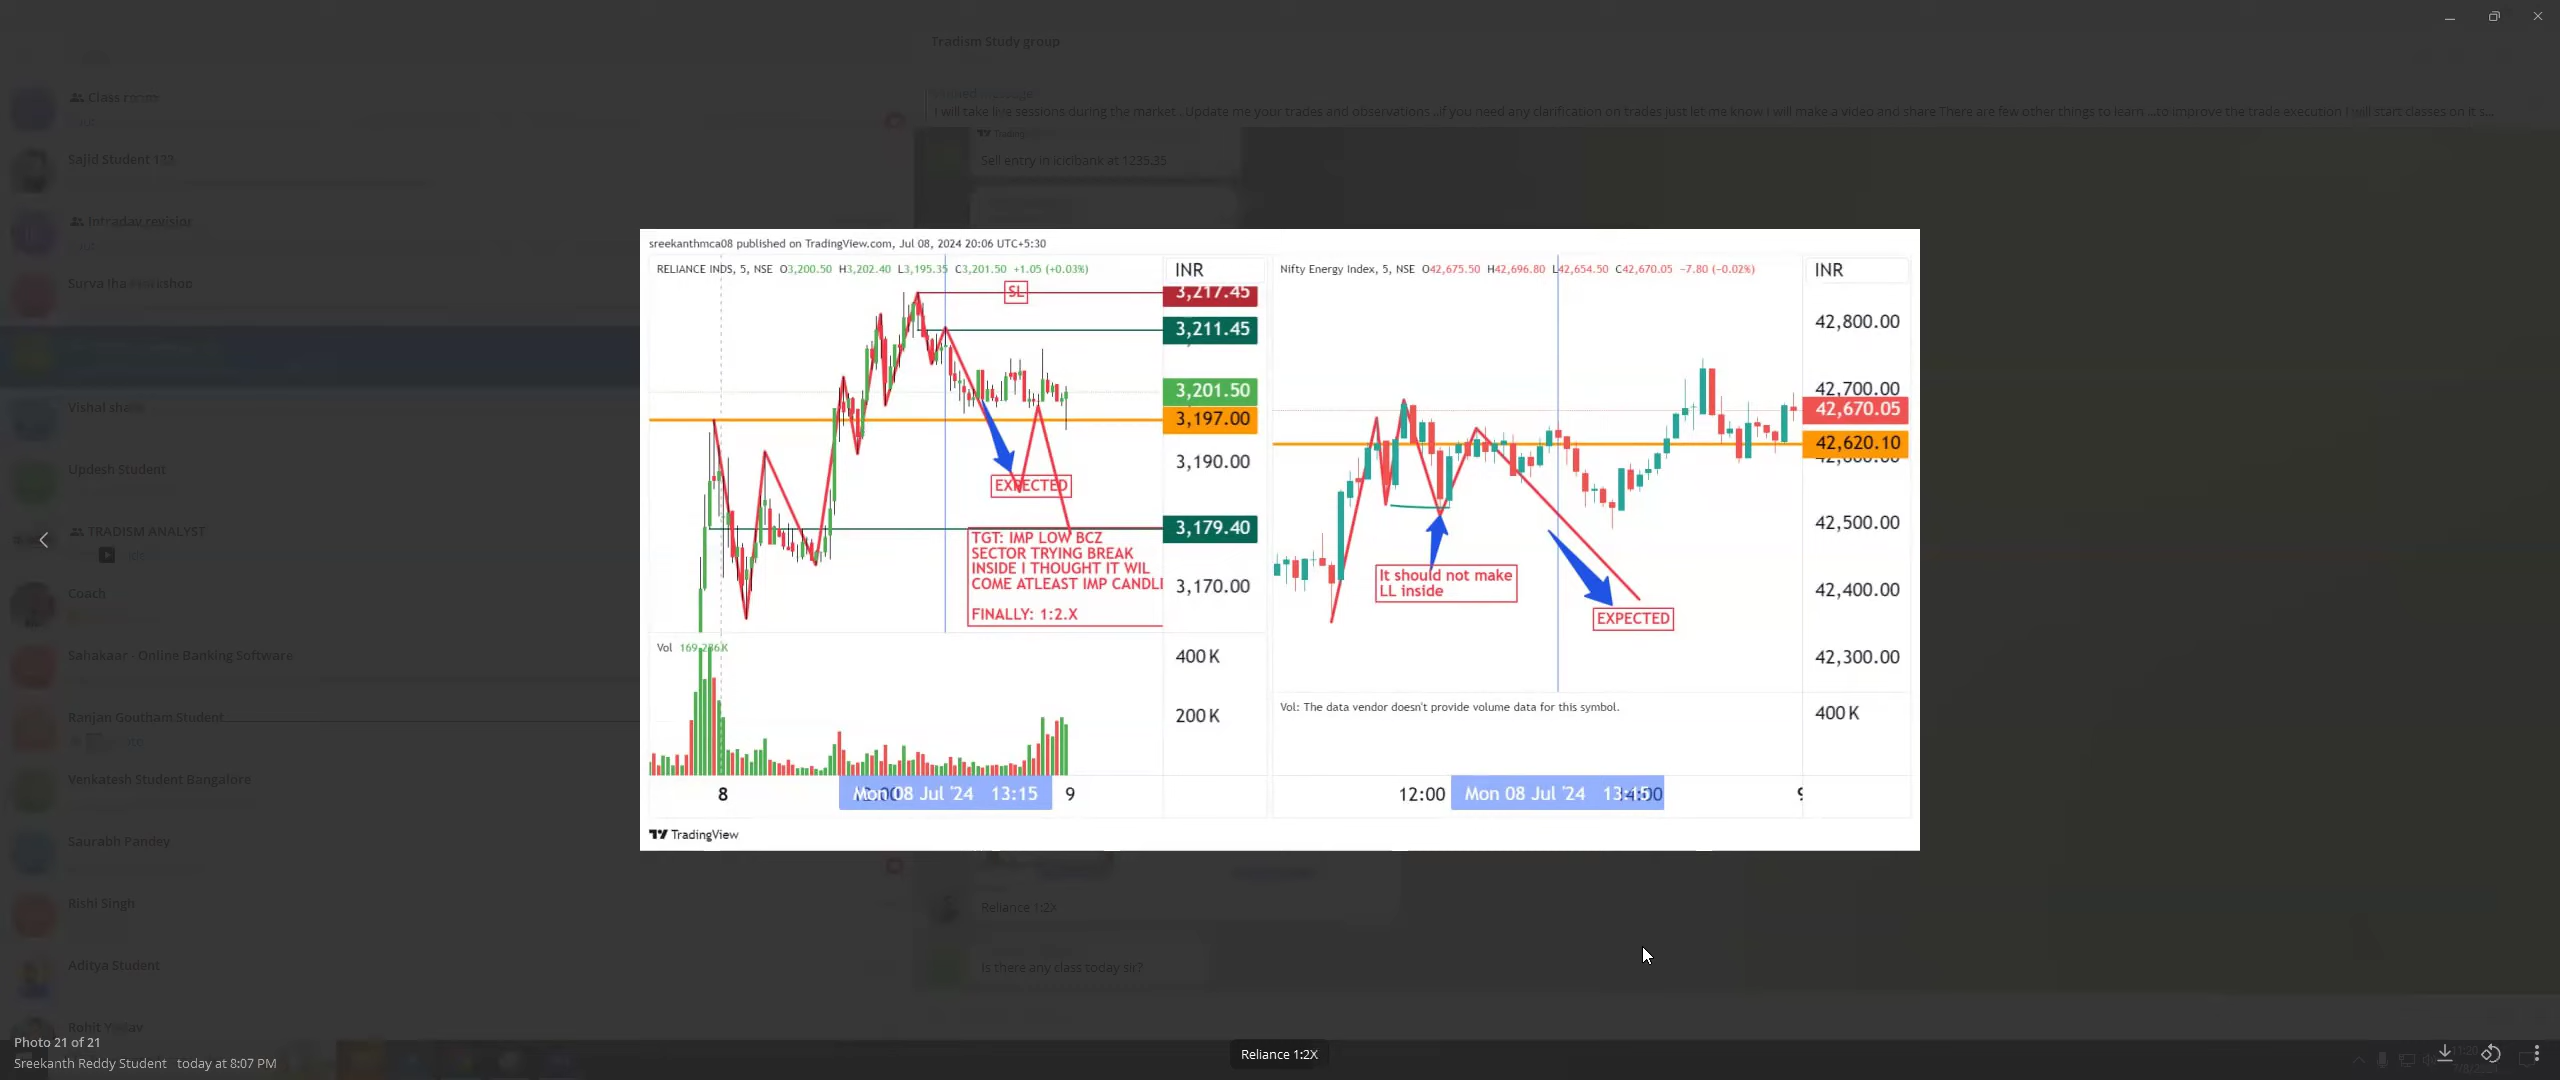 Tradism Study group
Class room
Sajid Student 122
Intraday revision
Vishal
Updesh Student
TRADISM ANALYST
Coach
Sahakaar - Online Banking Software
Ranjan Goutham Student
Venkatesh Student Bangalore
Saurabh Pandey
Rishi Singh
Aditya Student
I will take live sessions during the market ..Update me your trades and observations ..if you need any clarification on trades just let me know I will make a video and share There are few other things to learn ...to improve the trade execution I will start classes on it s...
Sell entry in icicibank at 1235.35
sreekanthmca08 published on TradingView.com, Jul 08, 2024 20:06 UTC+5:30
RELIANCE INDS, 5, NSE O3,200.50 H3,202.40 L3,195.35 C3,201.50 +1.05 (+0.03%)
INR
SL
3,217.45
3,211.45
3,201.50
3,197.00
3,190.00
EXPECTED
3,179.40
TGT: IMP LOW BCZ
SECTOR TRYING BREAK
INSIDE I THOUGHT IT WIL
COME ATLEAST IMP CANDL
FINALLY: 1:2.X
3,170.00
Vol 169.236K
400 K
200 K
8
Mon 08 Jul '24 13:15
9
Nifty Energy Index, 5, NSE O42,675.50 H42,696.80 L42,654.50 C42,670.05 −7.80 (−0.02%)
INR
42,800.00
42,700.00
42,670.05
42,620.10
42,500.00
It should not make
LL inside
42,400.00
EXPECTED
42,300.00
Vol: The data vendor doesn't provide volume data for this symbol.
400 K
12:00
Mon 08 Jul '24 13:15
TradingView
Reliance 1:2X
Is there any class today sir?
Photo 21 of 21
Sreekanth Reddy Student today at 8:07 PM
Reliance 1:2X